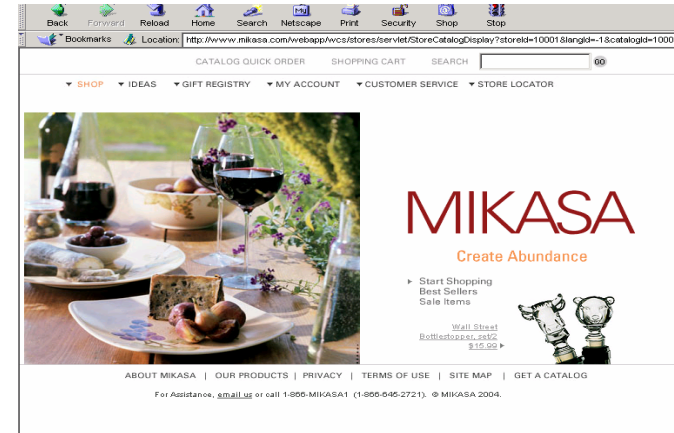 Back Forward Reload Home Search Netscape Print Security Shop Stop
Bookmarks Location: http://www.mikasa.com/webapp/wcs/stores/servlet/StoreCatalogDisplay?storeId=10001&langId=-1&catalogId=1000
CATALOG QUICK ORDER SHOPPING CART SEARCH GO
SHOP IDEAS GIFT REGISTRY MY ACCOUNT CUSTOMER SERVICE STORE LOCATOR
MIKASA
Create Abundance
Start Shopping
Best Sellers
Sale Items
Wall Street
Bottlestopper, set/2
$15.99
ABOUT MIKASA | OUR PRODUCTS | PRIVACY | TERMS OF USE | SITE MAP | GET A CATALOG
For Assistance, email us or call 1-866-MIKASA1 (1-866-645-2721). © MIKASA 2004.